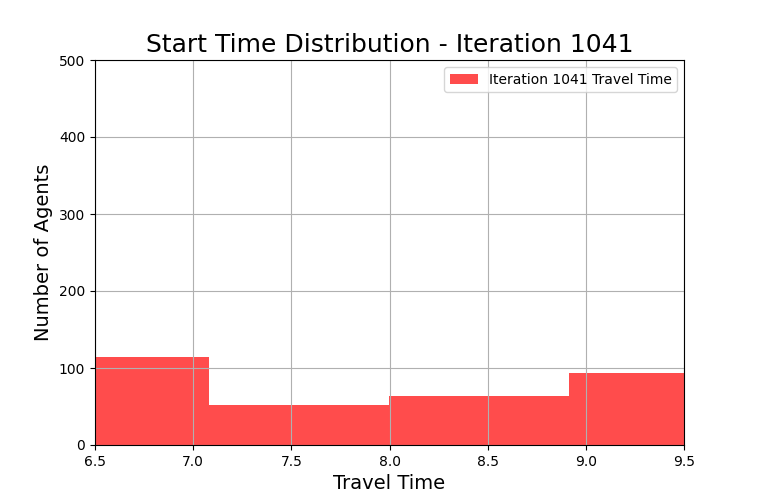 Start Time Distribution - Iteration 1041
Iteration 1041 Travel Time
Number of Agents
500
400
300
200
100
0
6.5 7.0 7.5 8.0 8.5 9.0 9.5
Travel Time